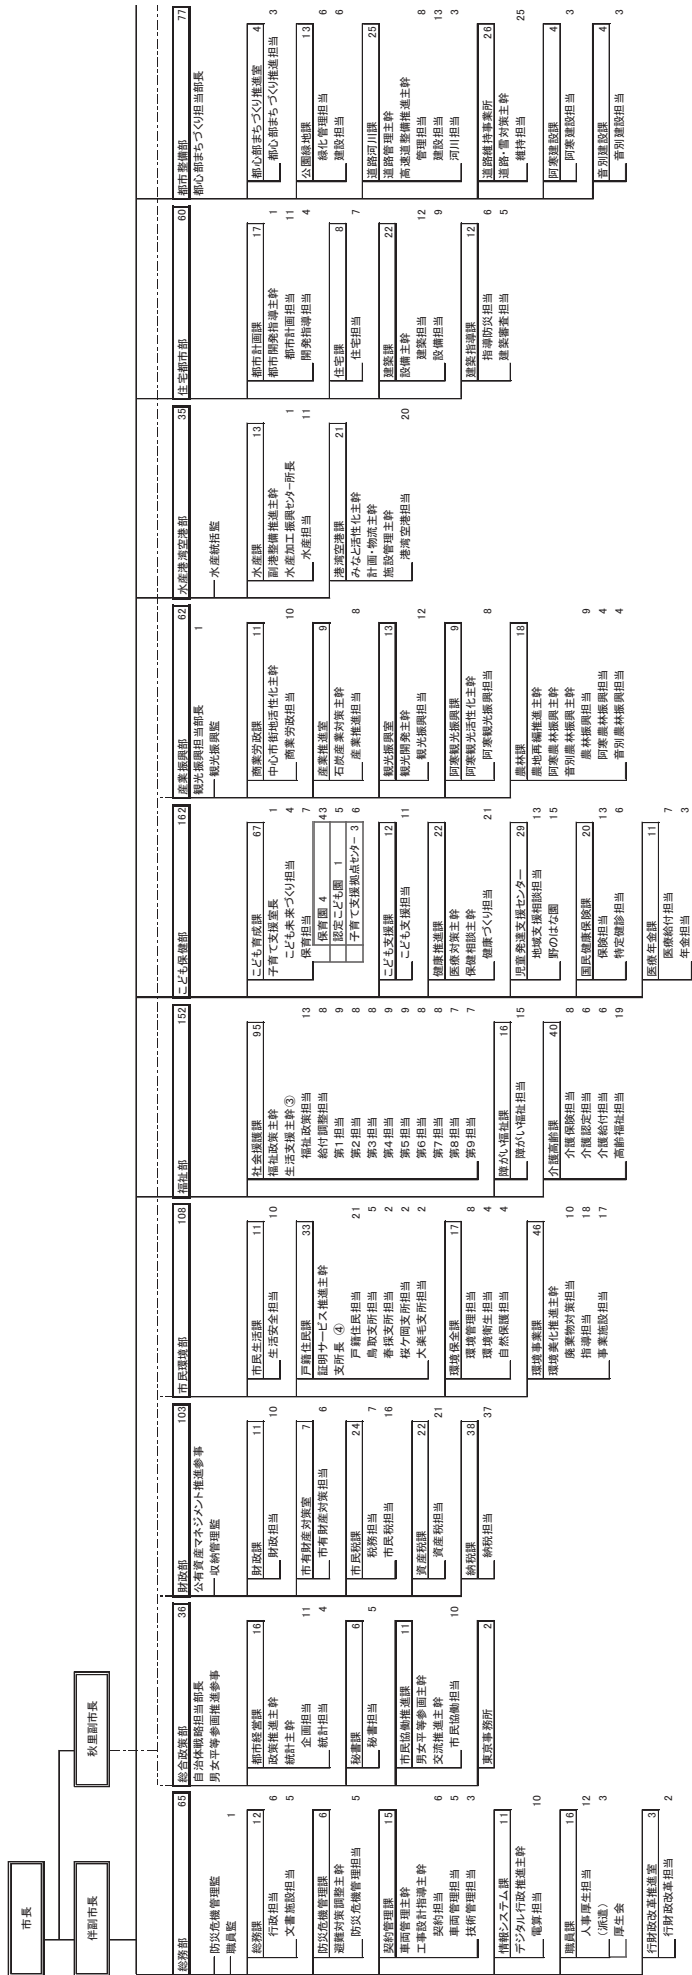 市長
伴副市長
秋里副市長
総務部 65
防災危機管理監
職員監 1
総務課 12
行政担当 6
文書施設担当 5
防災危機管理課 6
避難対策調整主幹
防災危機管理担当 5
契約管理課 15
車両管理主幹
工事設計指導主幹
契約担当 6
車両管理担当 5
技術管理担当 3
情報システム課 11
デジタル行政推進主幹
電算担当 10
職員課 16
人事厚生担当 12
(派遣) 3
厚生会
行財政改革推進室 3
行財政改革担当 2
総合政策部 36
自治体戦略担当部長
男女平等参画推進参事
都市経営課 16
政策推進主幹
統計主幹
企画担当 11
統計担当 4
秘書課 6
秘書担当 5
市民協働推進課 11
男女平等参画主幹
交流推進主幹
市民協働担当 10
東京事務所 2
財政部 103
公有資産マネジメント推進参事
収納管理監
財政課 11
財政担当 10
市有財産対策室 7
市有財産対策担当 6
市民税課 24
税務担当 7
市民税担当 16
資産税課 22
資産税担当 21
納税課 38
納税担当 37
市民環境部 108
市民生活課 11
生活安全担当 10
戸籍住民課 33
証明サービス推進主幹
支所長 ④
戸籍住民担当 21
鳥取支所担当 5
春採支所担当 2
桜ケ岡支所担当 2
大楽毛支所担当 2
環境保全課 17
環境管理担当 8
環境衛生担当 4
自然保護担当 4
環境事業課 46
環境美化推進主幹
廃棄物対策担当 10
指導担当 18
事業施設担当 17
福祉部 152
社会援護課 95
福祉政策主幹
生活支援主幹③
福祉政策担当 13
給付調整担当 8
第1担当 9
第2担当 8
第3担当 8
第4担当 9
第5担当 9
第6担当 8
第7担当 8
第8担当 7
第9担当 7
障がい福祉課 16
障がい福祉担当 15
介護高齢課 40
介護保険担当 8
介護認定担当 6
介護給付担当 6
高齢福祉担当 19
こども保健部 162
こども育成課 67
子育て支援室長 1
こども未来づくり担当 4
保育担当 7
保育園 4 43
認定こども園 1 5
子育て支援拠点センター 3 6
こども支援課 12
こども支援担当 11
健康推進課 22
医療対策主幹
保健相談主幹
健康づくり担当 21
児童発達支援センター 29
地域支援相談担当 13
野のはな園 15
国民健康保険課 20
保険担当 13
特定健診担当 6
医療年金課 11
医療給付担当 7
年金担当 3
産業振興部 62
観光振興担当部長 1
観光振興監
商業労政課 11
中心市街地活性化主幹
商業労政担当 10
産業推進室 9
石炭産業対策主幹
産業推進担当 8
観光振興室 13
観光開発主幹
観光振興担当 12
阿寒観光振興課 9
阿寒観光活性化主幹
阿寒観光振興担当 8
農林課 18
農地再編推進主幹
阿寒農林振興主幹
音別農林振興主幹
農林振興担当 9
阿寒農林振興担当 4
音別農林振興担当 4
水産港湾空港部 35
水産統括監
水産課 13
副港整備推進主幹
水産加工振興センター所長 1
水産担当 11
港湾空港課 21
みなと活性化主幹
計画・物流主幹
施設管理主幹
港湾空港担当 20
住宅都市部 60
都市計画課 17
都市開発指導主幹 1
都市計画担当 11
開発指導担当 4
住宅課 8
住宅担当 7
建築課 22
設備主幹
建築担当 12
設備担当 9
建築指導課 12
指導防災担当 6
建築審査担当 5
都市整備部 77
都心部まちづくり担当部長
都心部まちづくり推進室 4
都心部まちづくり推進担当 3
公園緑地課 13
緑化管理担当 6
建設担当 6
道路河川課 25
道路管理主幹
高速道整備推進主幹
管理担当 8
建設担当 13
河川担当 3
道路維持事業所 26
道路・雪対策主幹
維持担当 25
阿寒建設課 4
阿寒建設担当 3
音別建設課 4
音別建設担当 3